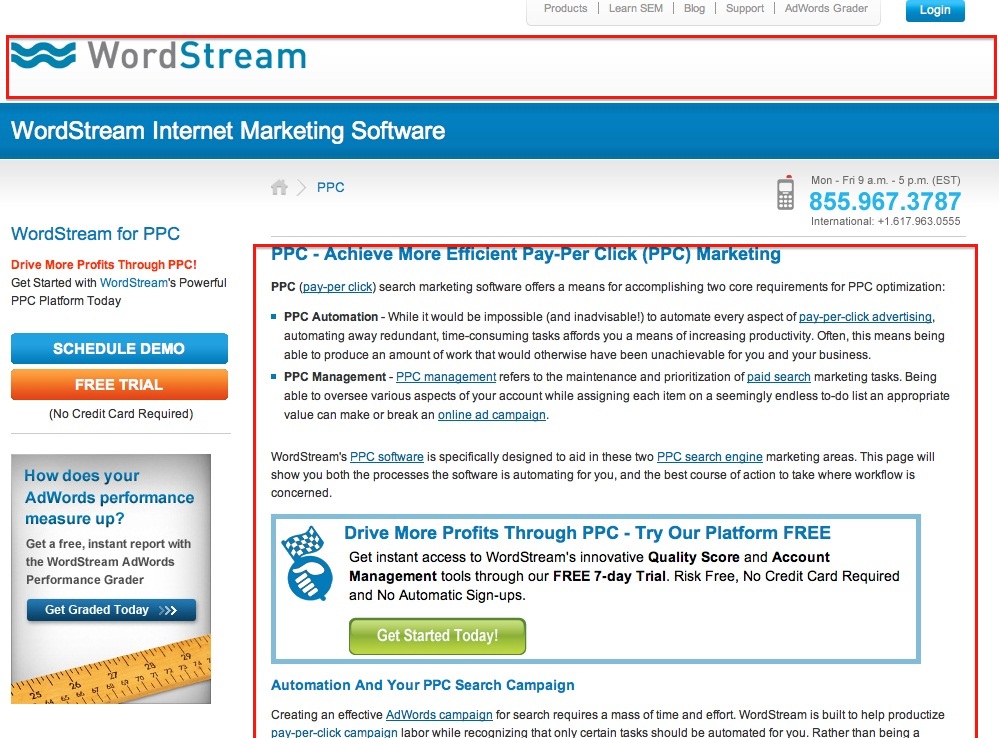 Products | Learn SEM | Blog | Support | AdWords Grader
Login
WordStream
WordStream Internet Marketing Software
PPC
Mon - Fri 9 a.m. - 5 p.m. (EST)
855.967.3787
International: +1.617.963.0555
WordStream for PPC
Drive More Profits Through PPC!
Get Started with WordStream's Powerful
PPC Platform Today
SCHEDULE DEMO
FREE TRIAL
(No Credit Card Required)
How does your
AdWords performance
measure up?
Get a free, instant report with
the WordStream AdWords
Performance Grader
Get Graded Today >>>
25 26 27 28 29
64 65 66 67 68 69 70 71 72 73 74
PPC - Achieve More Efficient Pay-Per Click (PPC) Marketing
PPC (pay-per click) search marketing software offers a means for accomplishing two core requirements for PPC optimization:
PPC Automation - While it would be impossible (and inadvisable!) to automate every aspect of pay-per-click advertising,
automating away redundant, time-consuming tasks affords you a means of increasing productivity. Often, this means being
able to produce an amount of work that would otherwise have been unachievable for you and your business.
PPC Management - PPC management refers to the maintenance and prioritization of paid search marketing tasks. Being
able to oversee various aspects of your account while assigning each item on a seemingly endless to-do list an appropriate
value can make or break an online ad campaign.
WordStream's PPC software is specifically designed to aid in these two PPC search engine marketing areas. This page will
show you both the processes the software is automating for you, and the best course of action to take where workflow is
concerned.
Drive More Profits Through PPC - Try Our Platform FREE
Get instant access to WordStream's innovative Quality Score and Account
Management tools through our FREE 7-day Trial. Risk Free, No Credit Card Required
and No Automatic Sign-ups.
Get Started Today!
Automation And Your PPC Search Campaign
Creating an effective AdWords campaign for search requires a mass of time and effort. WordStream is built to help productize
pay-per-click campaign labor while recognizing that only certain tasks should be automated for you. Rather than being a